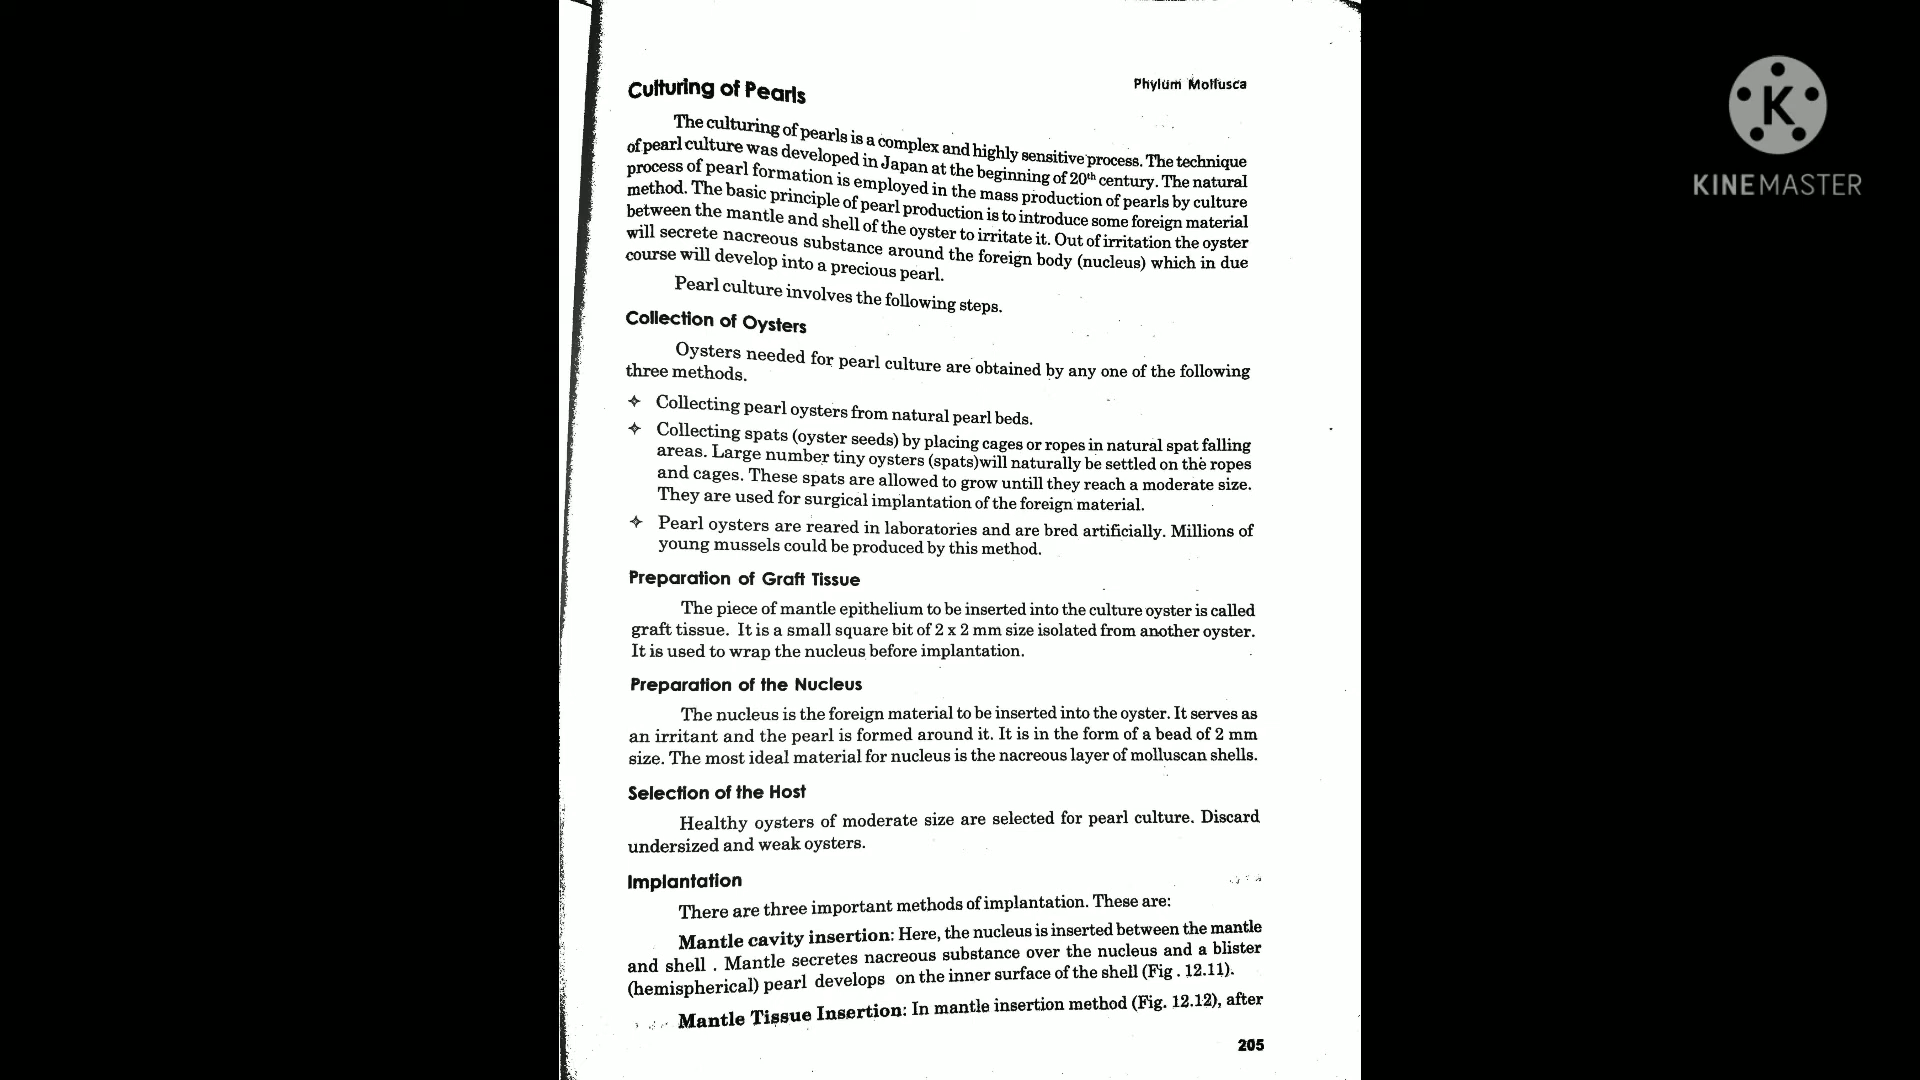 Phylum Mollusca
Culturing of Pearls
The culturing of pearls is a complex and highly sensitive process. The technique
of pearl culture was developed in Japan at the beginning of 20th century. The natural
process of pearl formation is employed in the mass production of pearls by culture
method. The basic principle of pearl production is to introduce some foreign material
between the mantle and shell of the oyster to irritate it. Out of irritation the oyster
will secrete nacreous substance around the foreign body (nucleus) which in due
course will develop into a precious pearl.
Pearl culture involves the following steps.
Collection of Oysters
Oysters needed for pearl culture are obtained by any one of the following
three methods.
✧ Collecting pearl oysters from natural pearl beds.
✧ Collecting spats (oyster seeds) by placing cages or ropes in natural spat falling
areas. Large number tiny oysters (spats)will naturally be settled on the ropes
and cages. These spats are allowed to grow untill they reach a moderate size.
They are used for surgical implantation of the foreign material.
✧ Pearl oysters are reared in laboratories and are bred artificially. Millions of
young mussels could be produced by this method.
Preparation of Graft Tissue
The piece of mantle epithelium to be inserted into the culture oyster is called
graft tissue. It is a small square bit of 2 x 2 mm size isolated from another oyster.
It is used to wrap the nucleus before implantation.
Preparation of the Nucleus
The nucleus is the foreign material to be inserted into the oyster. It serves as
an irritant and the pearl is formed around it. It is in the form of a bead of 2 mm
size. The most ideal material for nucleus is the nacreous layer of molluscan shells.
Selection of the Host
Healthy oysters of moderate size are selected for pearl culture. Discard
undersized and weak oysters.
Implantation
There are three important methods of implantation. These are:
Mantle cavity insertion: Here, the nucleus is inserted between the mantle
and shell . Mantle secretes nacreous substance over the nucleus and a blister
(hemispherical) pearl develops on the inner surface of the shell (Fig . 12.11).
Mantle Tissue Insertion: In mantle insertion method (Fig. 12.12), after
205
K
KINEMASTER